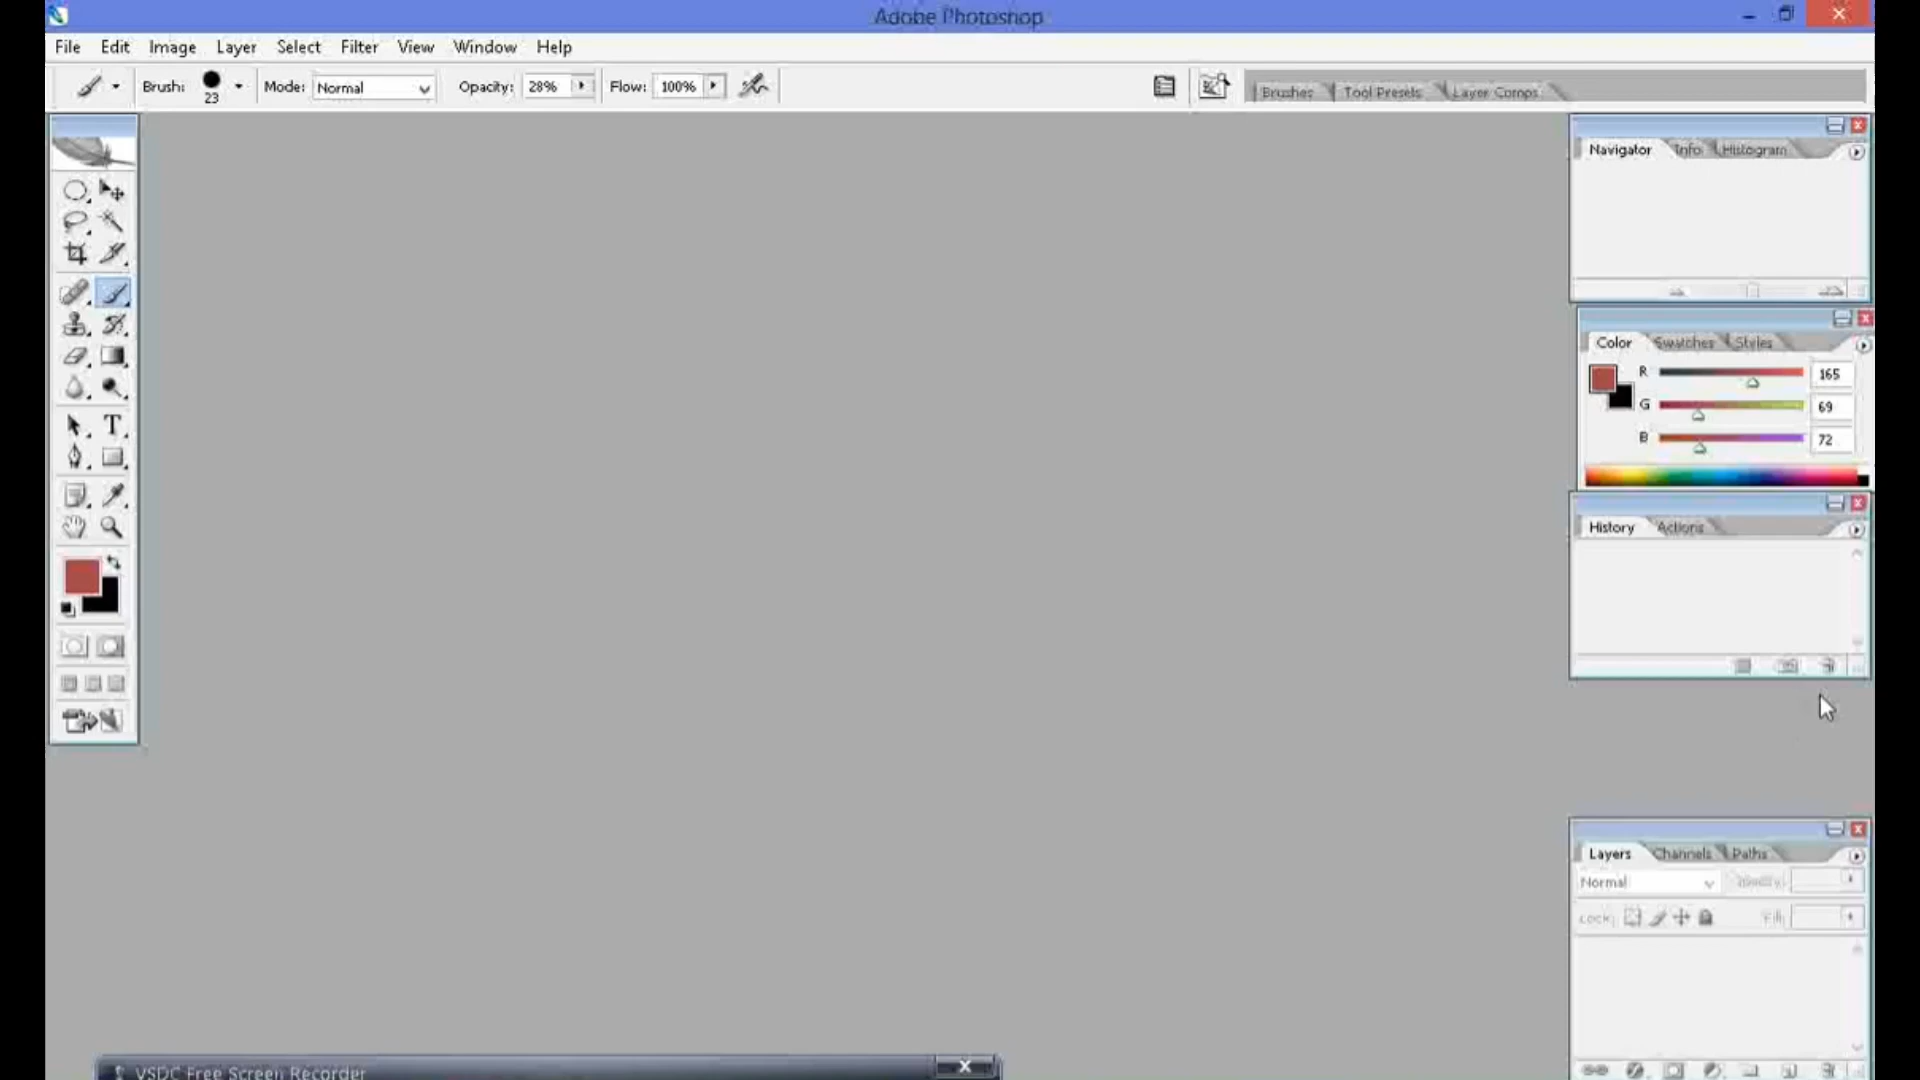 Adobe Photoshop
File Edit Image Layer Select Filter View Window Help
Brush: 23 Mode: Normal Opacity: 28% Flow: 100% Brushes Tool Presets Layer Comps
Navigator Info Histogram
Color Swatches Styles
R 165
G 69
B 72
History Actions
Layers Channels Paths
Normal Opacity:
Lock: Fill:
VSDC Free Screen Recorder